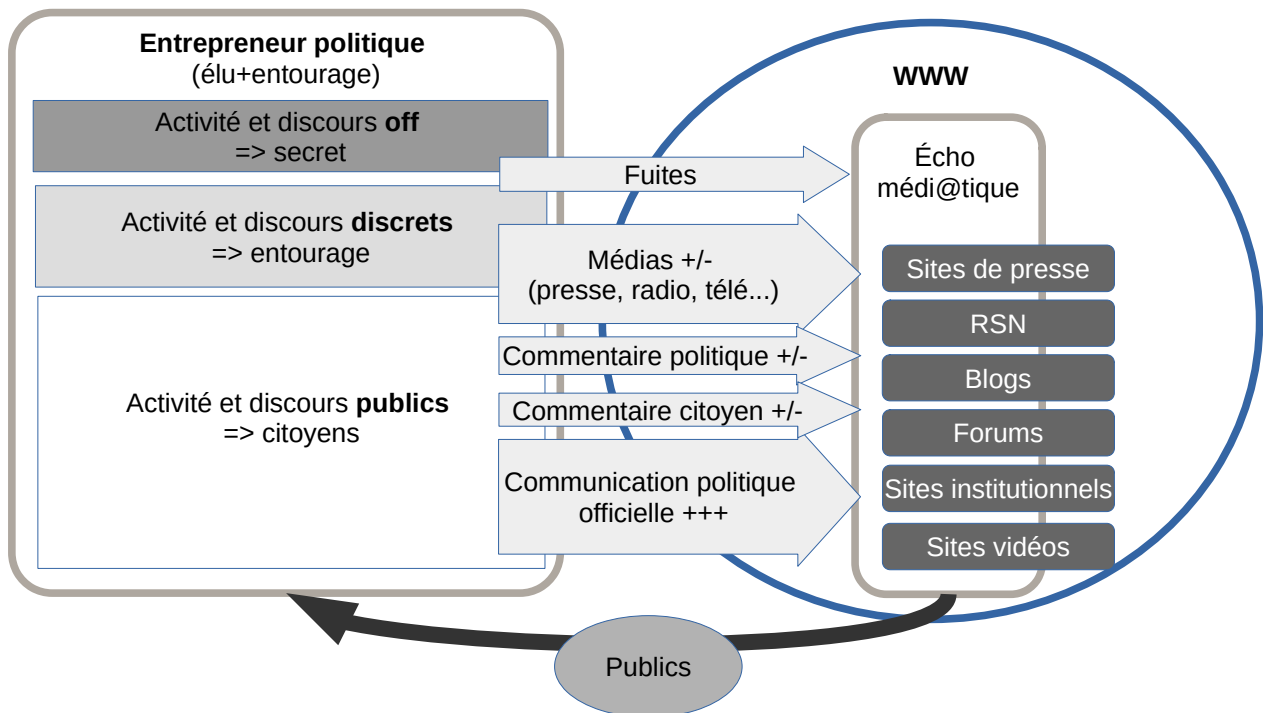 Entrepreneur politique
(élu+entourage)
Activité et discours off
=> secret
Activité et discours discrets
=> entourage
Activité et discours publics
=> citoyens
Fuites
Médias +/-
(presse, radio, télé...)
Commentaire politique +/-
Commentaire citoyen +/-
Communication politique
officielle +++
WWW
Écho
médi@tique
Sites de presse
RSN
Blogs
Forums
Sites institutionnels
Sites vidéos
Publics